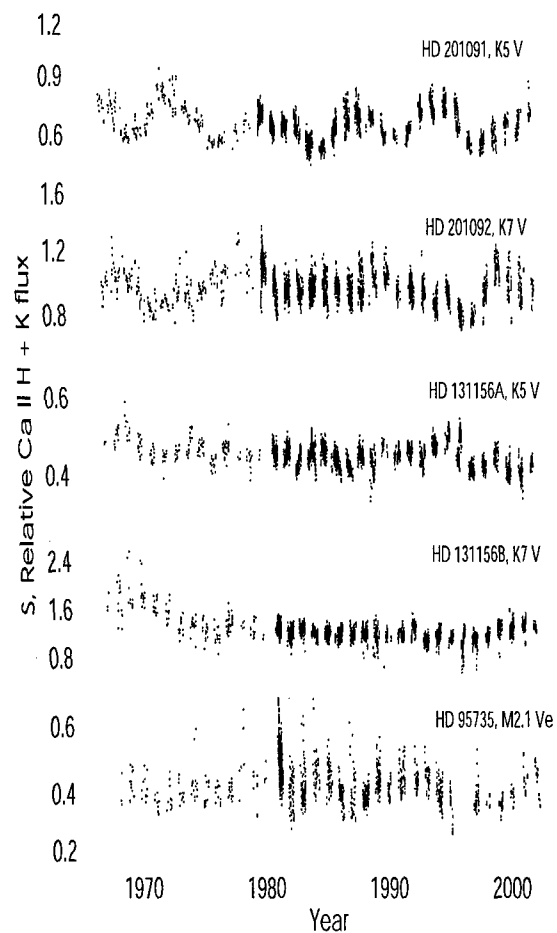 1.2
HD 201091, K5 V
0.9
0.6
1.6
HD 201092, K7 V
1.2
0.8
HD 131156A, K5 V
0.6
0.4
HD 131156B, K7 V
2.4
1.6
0.8
HD 95735, M2.1 Ve
0.6
0.4
0.2
S, Relative Ca II H + K flux
1970 1980 1990 2000
Year